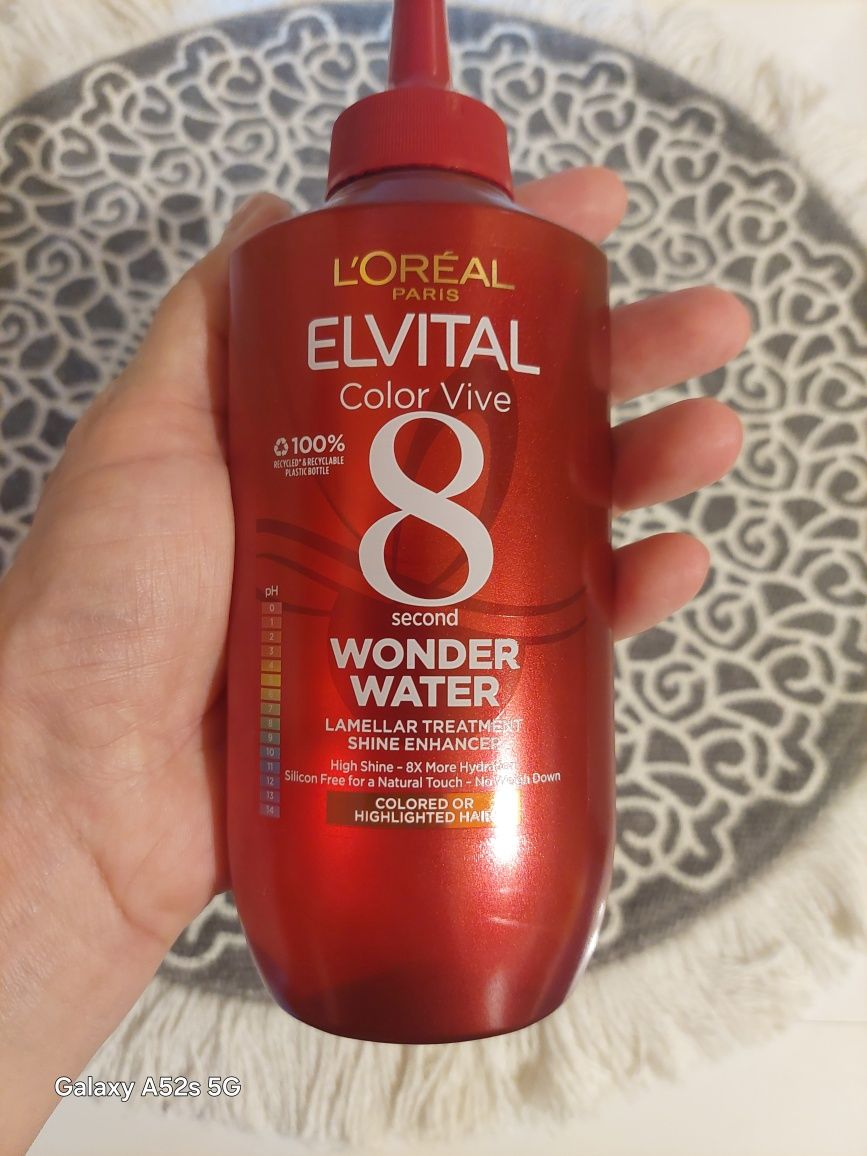 L'ORÉAL
PARIS
ELVITAL
Color Vive
100%
RECYCLED* & RECYCLABLE
PLASTIC BOTTLE
8
second
pH
0
1
2
3
4
5
6
7
8
9
10
11
12
13
14
WONDER
WATER
LAMELLAR TREATMENT
SHINE ENHANCER
High Shine - 8X More
Silicon Free for a Natural Touch - No Down
COLORED OR
HIGHLIGHTED HAIR
Galaxy A52s 5G